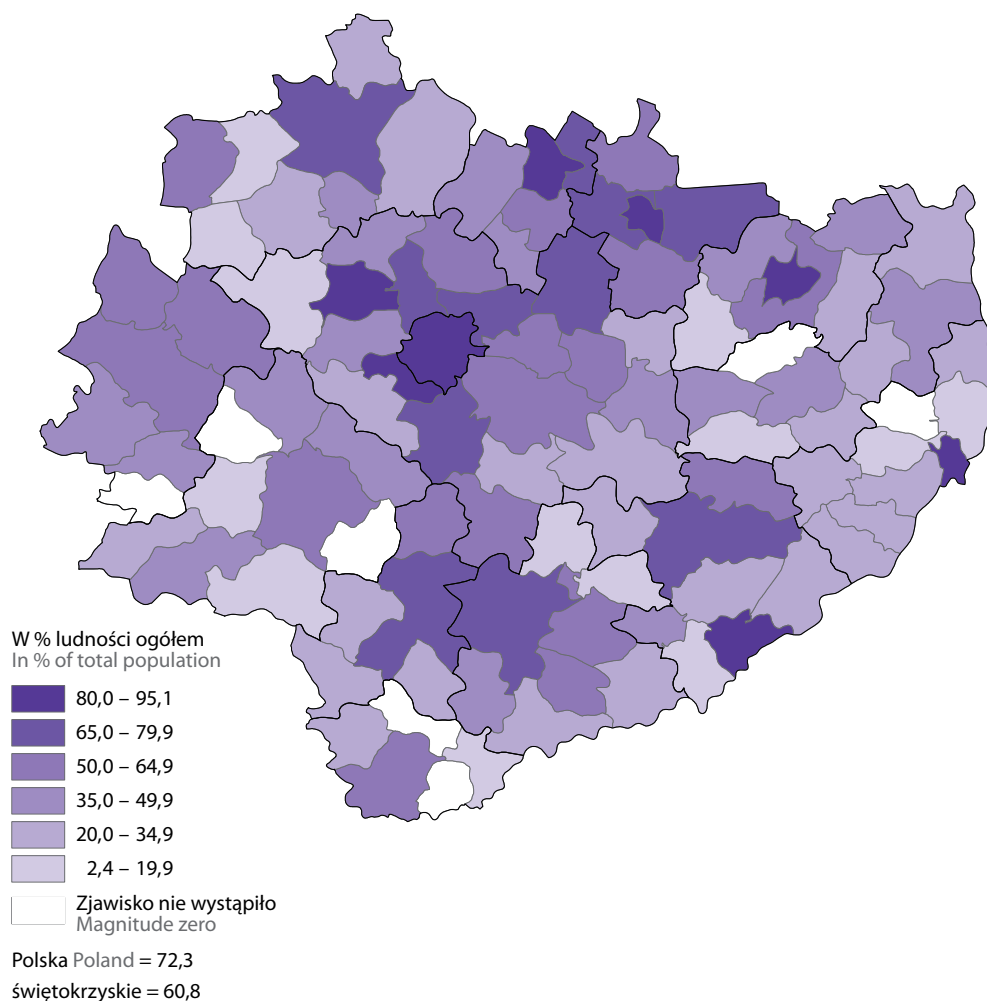 W % ludności ogółem
In % of total population
80,0 – 95,1
65,0 – 79,9
50,0 – 64,9
35,0 – 49,9
20,0 – 34,9
2,4 – 19,9
Zjawisko nie wystąpiło
Magnitude zero
Polska Poland = 72,3
świętokrzyskie = 60,8